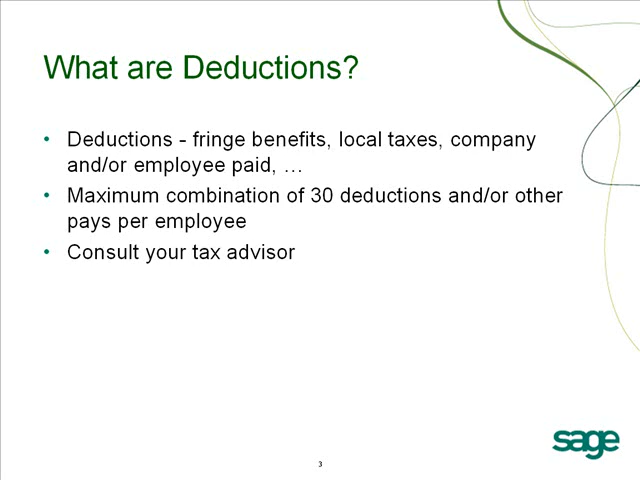 What are Deductions?
• Deductions - fringe benefits, local taxes, company
and/or employee paid, …
• Maximum combination of 30 deductions and/or other
pays per employee
• Consult your tax advisor
sage
3